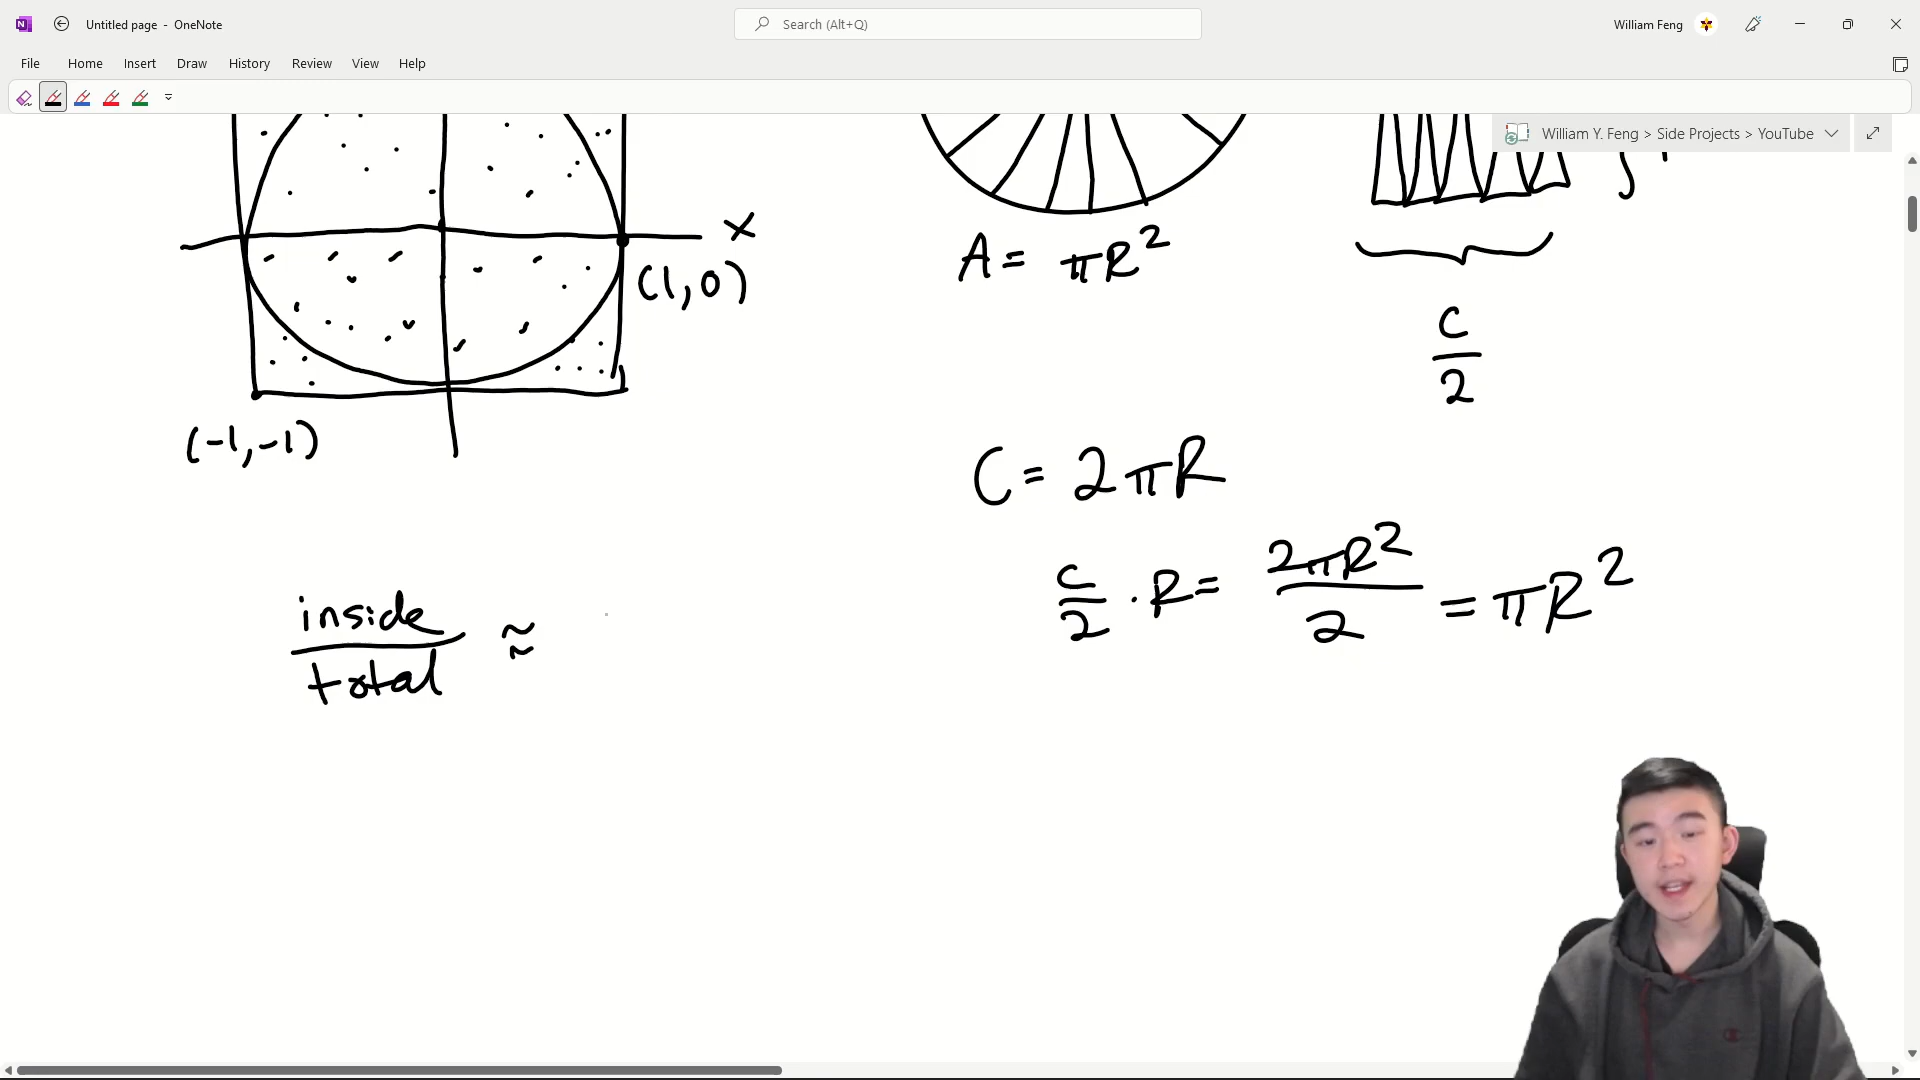 Untitled page - OneNote
Search (Alt+Q)
William Feng
File Home Insert Draw History Review View Help
William Y. Feng > Side Projects > YouTube
x
(1, 0)
(-1, -1)
A = πR²
C
2
C = 2πR
C/2 · R = 2πR²/2 = πR²
inside
total
≈